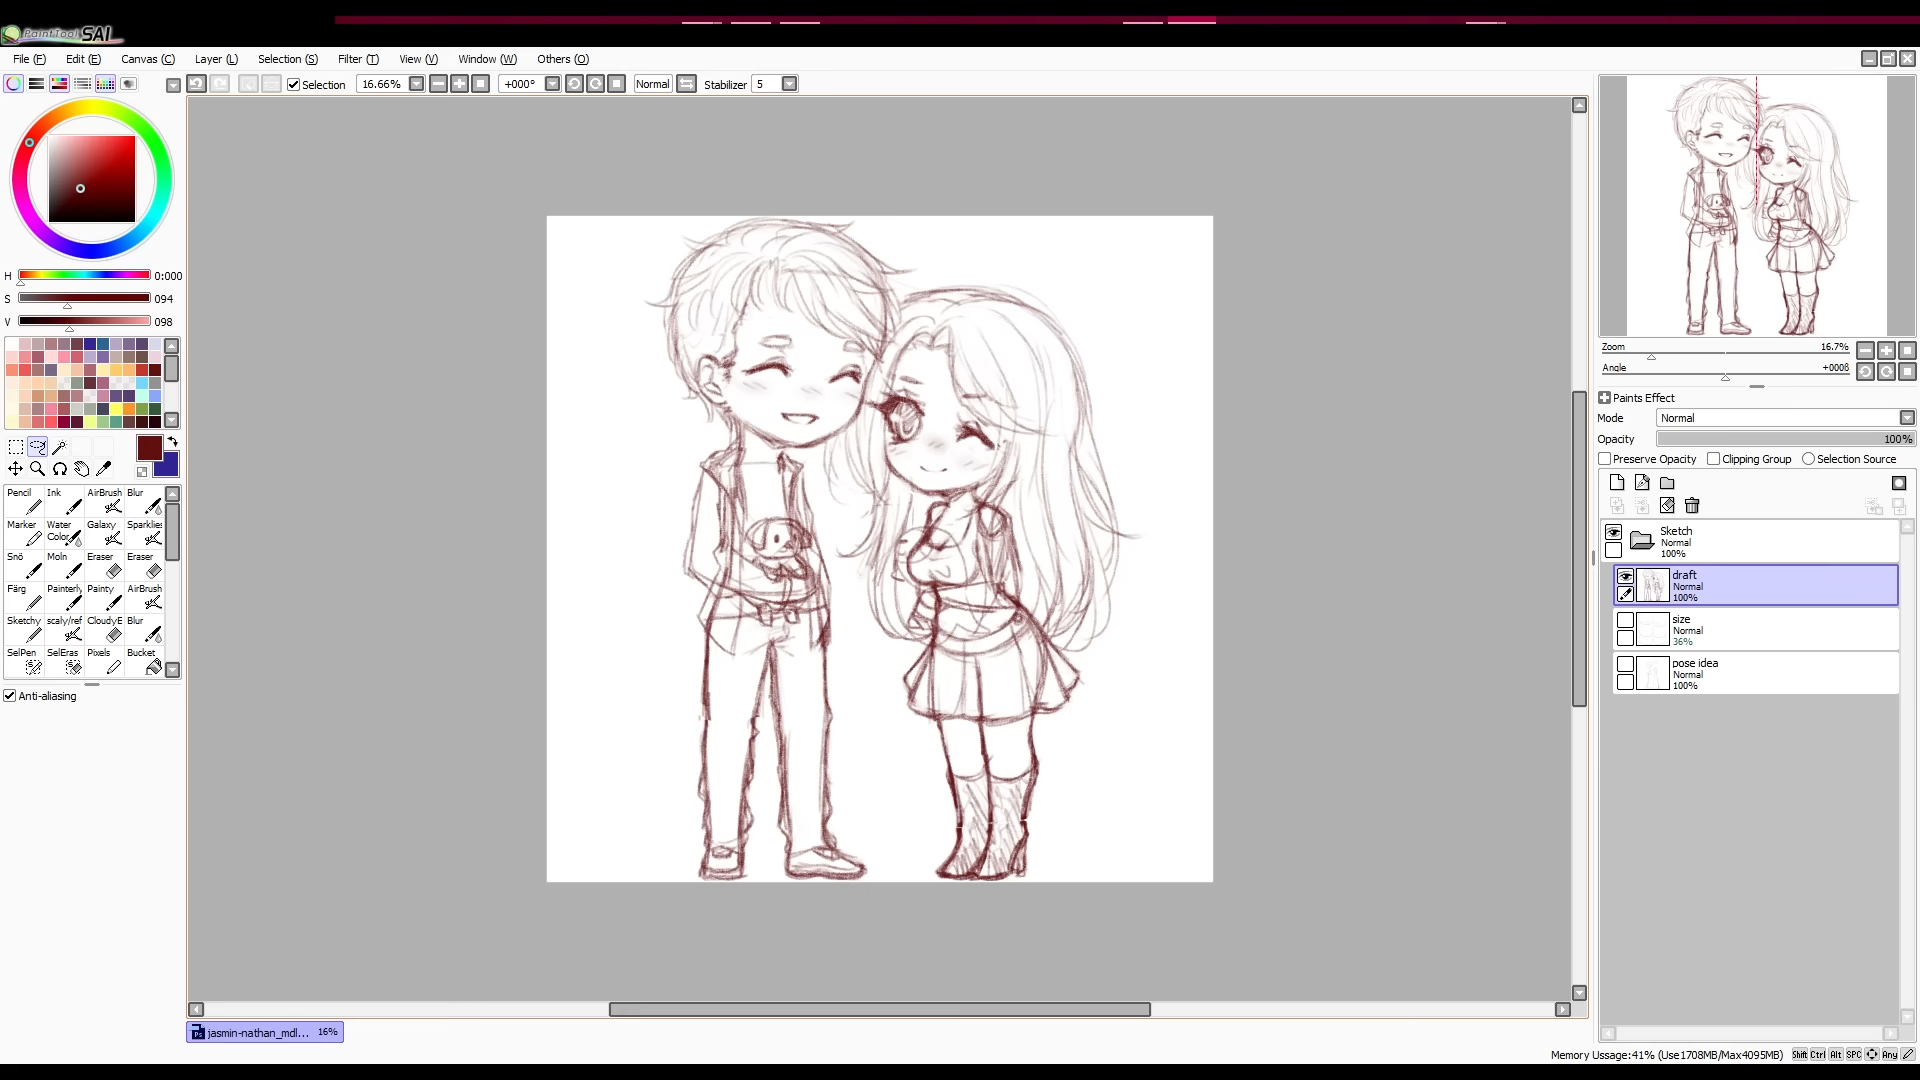 PaintTool SAI
File (F) Edit (E) Canvas (C) Layer (L) Selection (S) Filter (T) View (V) Window (W) Others (O)
Selection 16.66% +000° Normal Stabilizer 5
H 0:000
S 094
V 098
Pencil Ink AirBrush Blur
Marker Water Color Galaxy Sparkles
Snö Moln Eraser Eraser
Färg Painterly Painty AirBrush
Sketchy scaly/ref CloudyE Blur
SelPen SelEras Pixels Bucket
Anti-aliasing
Zoom 16.7%
Angle +000ß
Paints Effect
Mode Normal
Opacity 100%
Preserve Opacity Clipping Group Selection Source
Sketch
Normal
100%
draft
Normal
100%
size
Normal
36%
pose idea
Normal
100%
jasmin-nathan_mdl... 16%
Memory Ussage:41% (Use1708MB/Max4095MB) Shift Ctrl Alt SPC Any